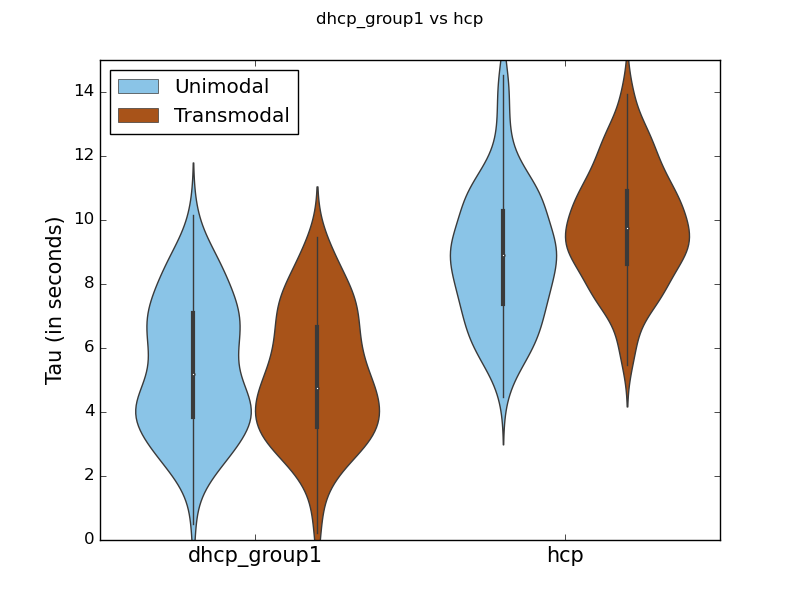 dhcp_group1 vs hcp
Unimodal
Transmodal
14
12
10
8
6
4
2
0
Tau (in seconds)
dhcp_group1
hcp